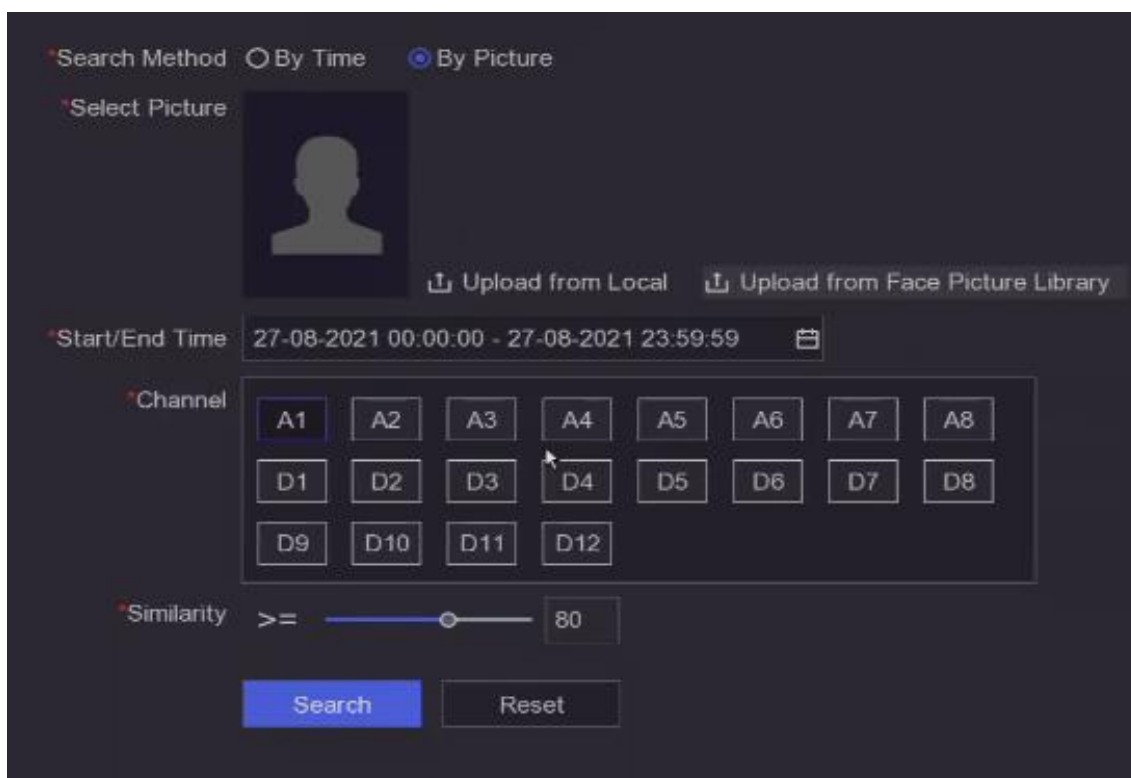 *Search Method By Time By Picture
*Select Picture
Upload from Local Upload from Face Picture Library
*Start/End Time 27-08-2021 00:00:00 - 27-08-2021 23:59:59
*Channel
A1 A2 A3 A4 A5 A6 A7 A8
D1 D2 D3 D4 D5 D6 D7 D8
D9 D10 D11 D12
*Similarity >= 80
Search Reset